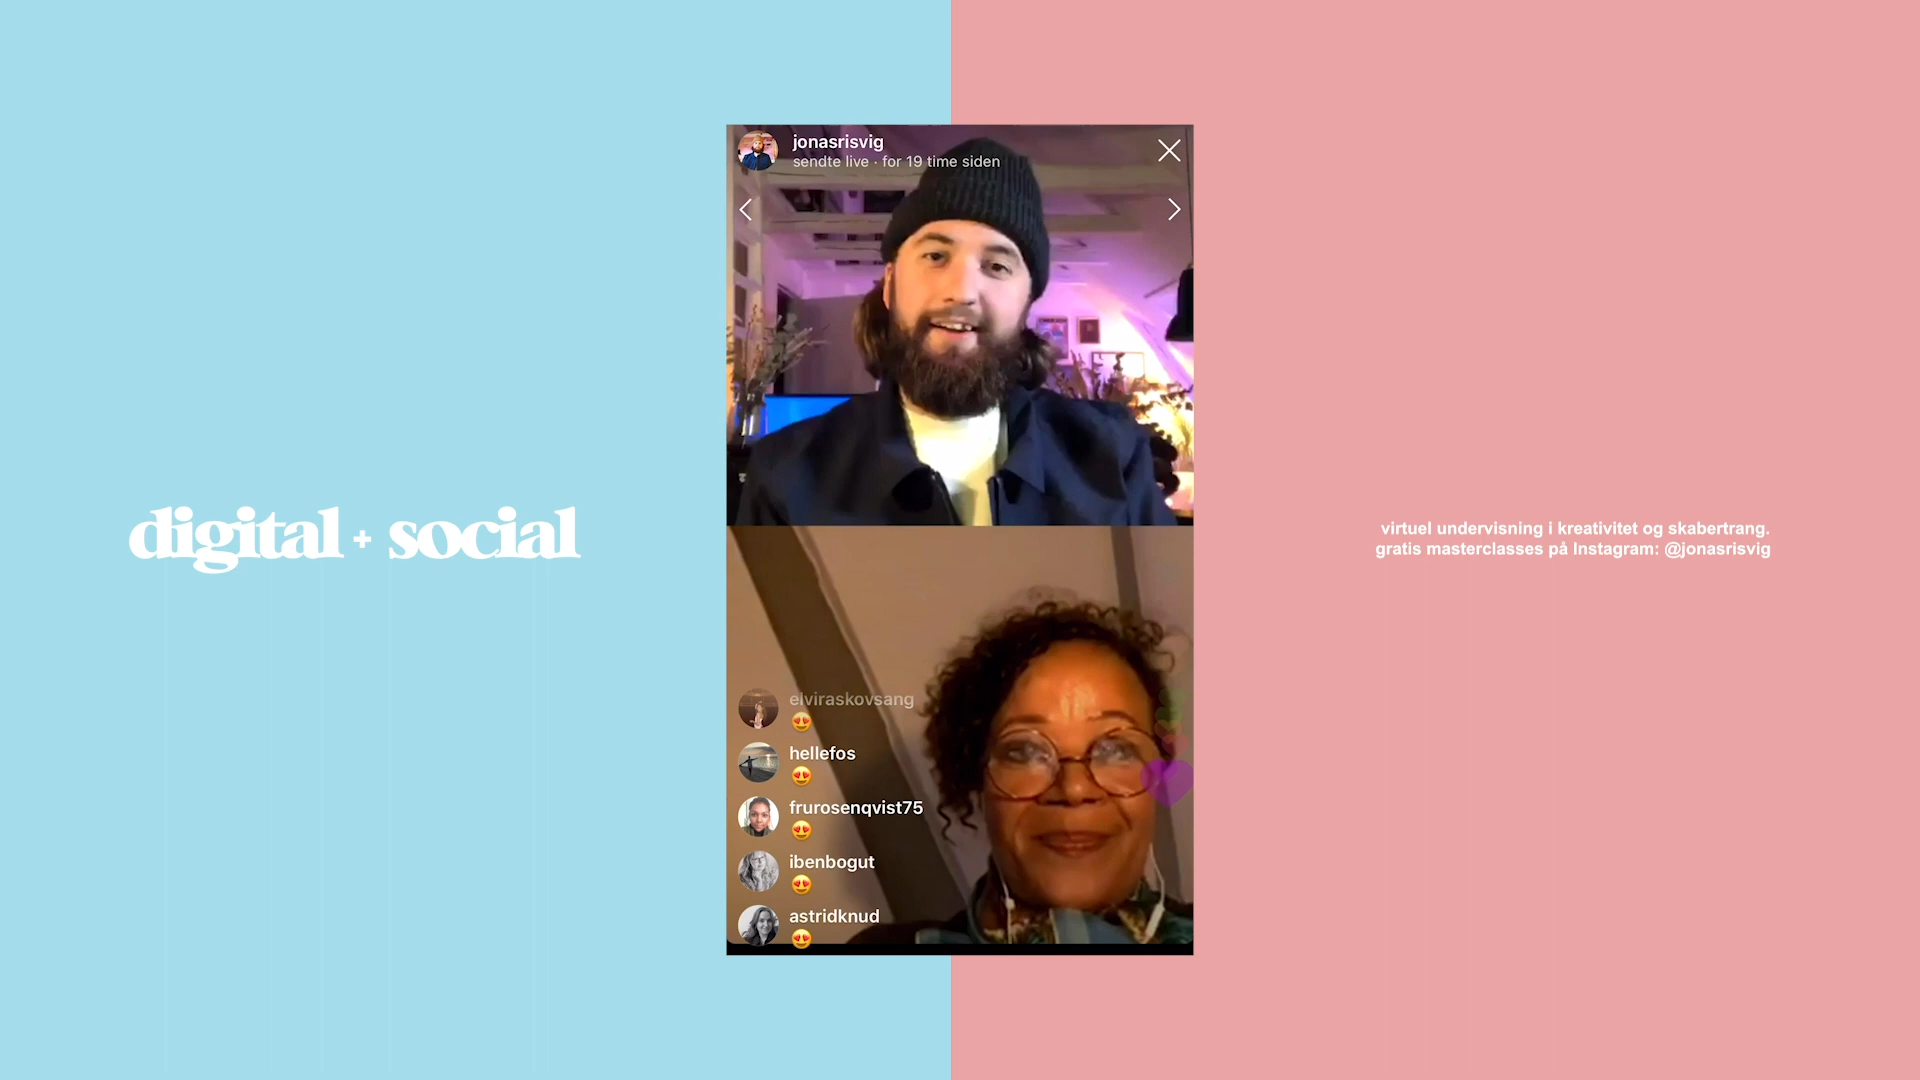 jonasrisvig
sendte live · for 19 time siden
digital + social
virtuel undervisning i kreativitet og skabertrang.
gratis masterclasses på Instagram: @jonasrisvig
elviraskovsang
😍
hellefos
😍
frurosenqvist75
😍
ibenbogut
😍
astridknud
😍